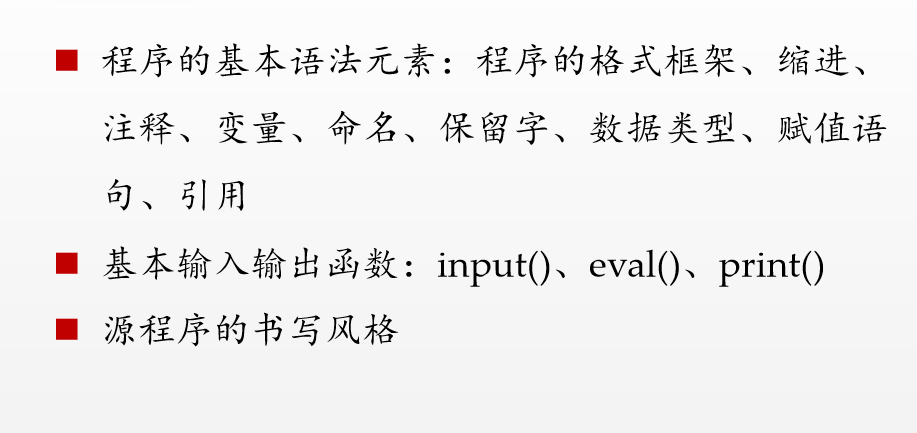 程序的基本语法元素：程序的格式框架、缩进、
注释、变量、命名、保留字、数据类型、赋值语
句、引用
基本输入输出函数：input()、eval()、print()
源程序的书写风格